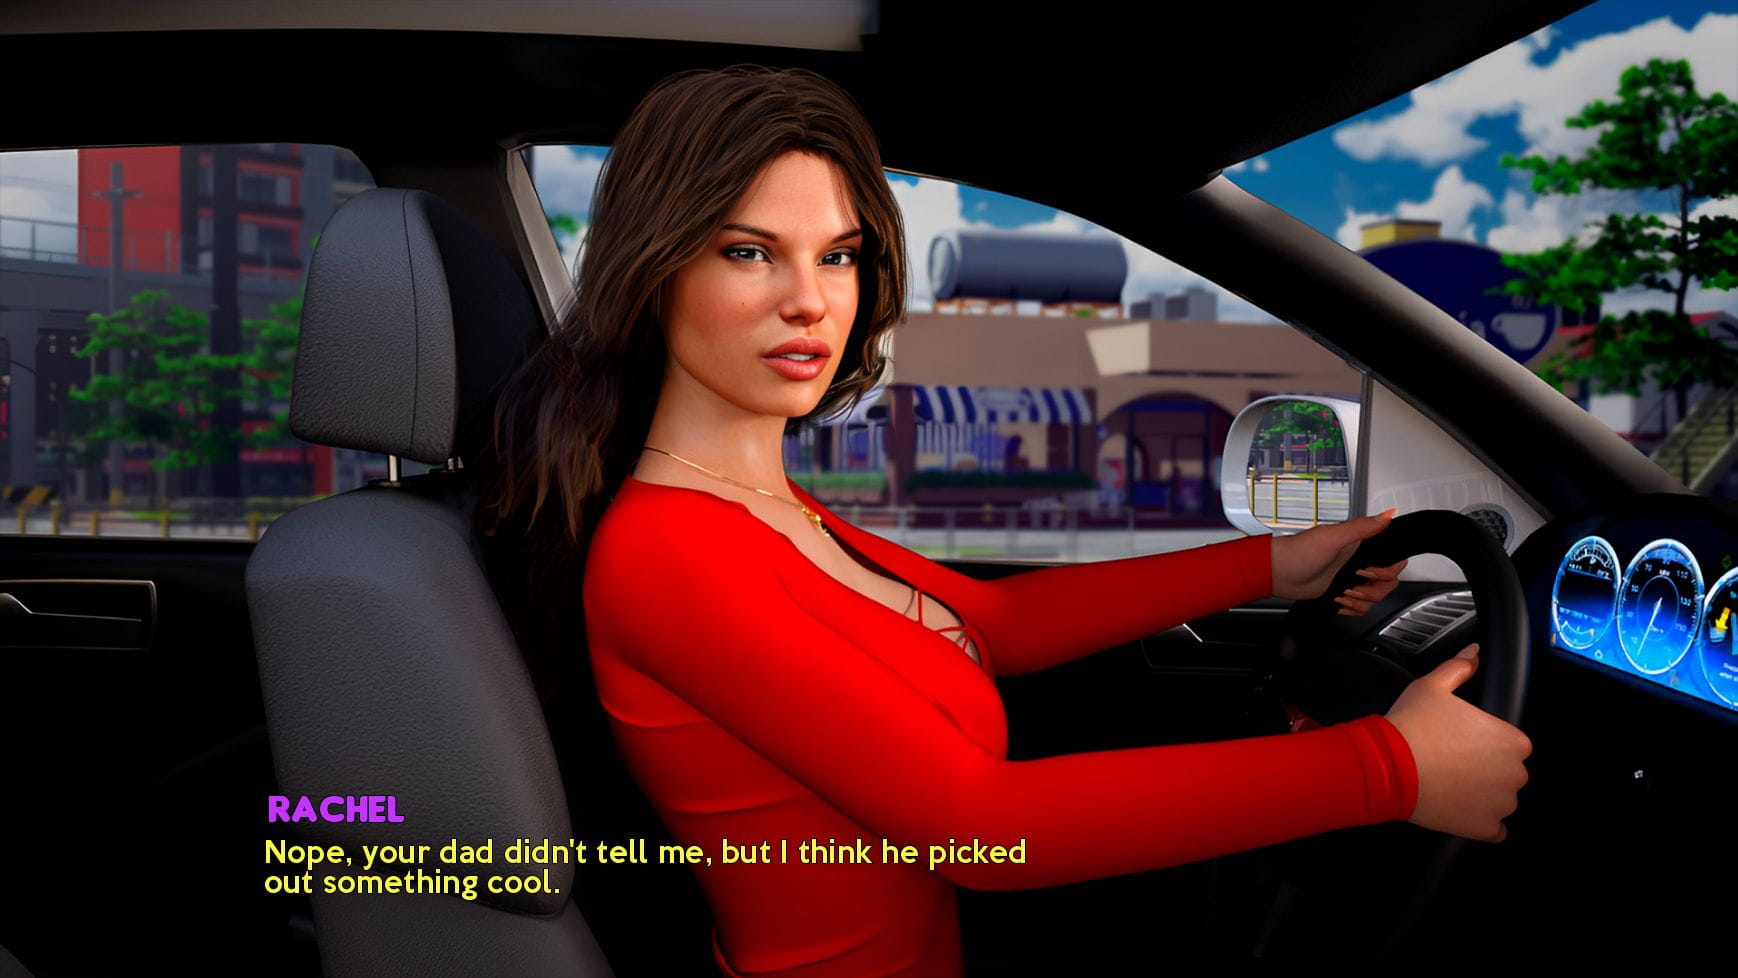 RACHEL
Nope, your dad didn't tell me, but I think he picked
out something cool.